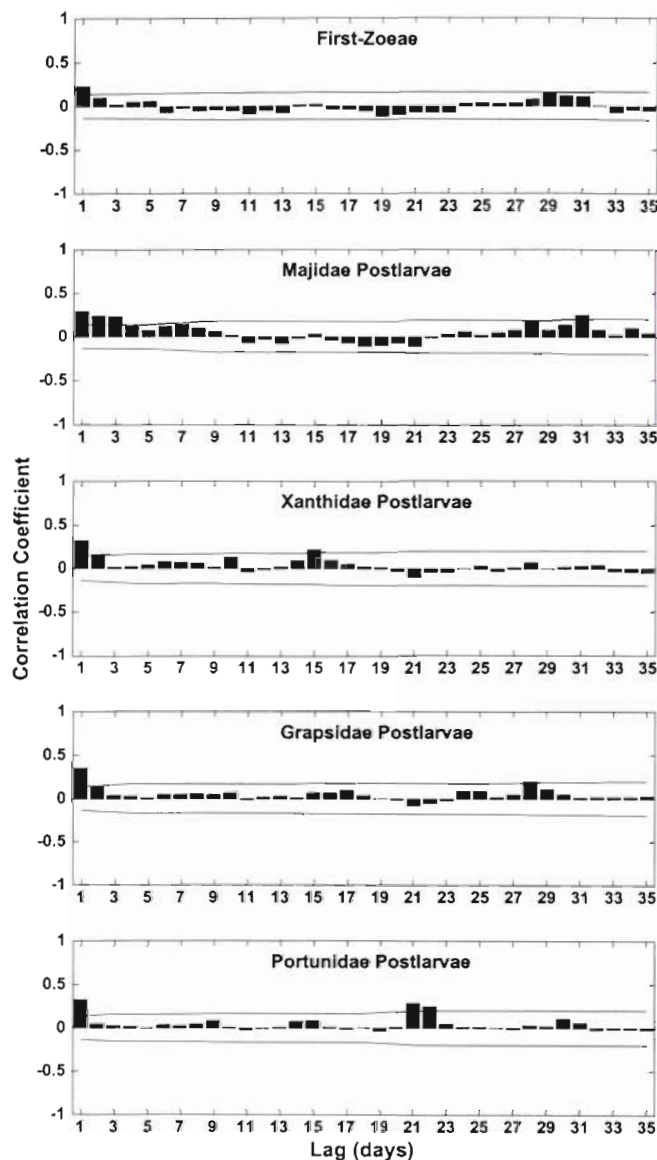 First-Zoeae
1
0.5
0
-0.5
-1
1 3 5 7 9 11 13 15 17 19 21 23 25 27 29 31 33 35
Majidae Postlarvae
1
0.5
0
-0.5
-1
1 3 5 7 9 11 13 15 17 19 21 23 25 27 29 31 33 35
Xanthidae Postlarvae
1
0.5
0
-0.5
-1
1 3 5 7 9 11 13 15 17 19 21 23 25 27 29 31 33 35
Correlation Coefficient
Grapsidae Postlarvae
1
0.5
0
-0.5
-1
1 3 5 7 9 11 13 15 17 19 21 23 25 27 29 31 33 35
Portunidae Postlarvae
1
0.5
0
-0.5
-1
1 3 5 7 9 11 13 15 17 19 21 23 25 27 29 31 33 35
Lag (days)